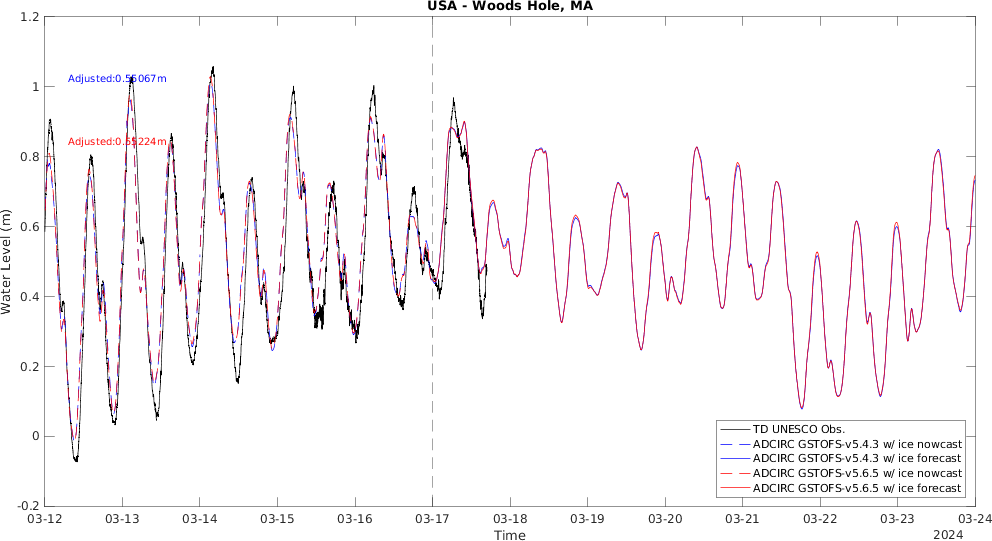 USA - Woods Hole, MA
1.2
1
0.8
0.6
0.4
0.2
0
-0.2
Water Level (m)
Adjusted:0.55067m
Adjusted:0.55224m
TD UNESCO Obs.
ADCIRC GSTOFS-v5.4.3 w/ ice nowcast
ADCIRC GSTOFS-v5.4.3 w/ ice forecast
ADCIRC GSTOFS-v5.6.5 w/ ice nowcast
ADCIRC GSTOFS-v5.6.5 w/ ice forecast
03-12 03-13 03-14 03-15 03-16 03-17 03-18 03-19 03-20 03-21 03-22 03-23 03-24
Time
2024